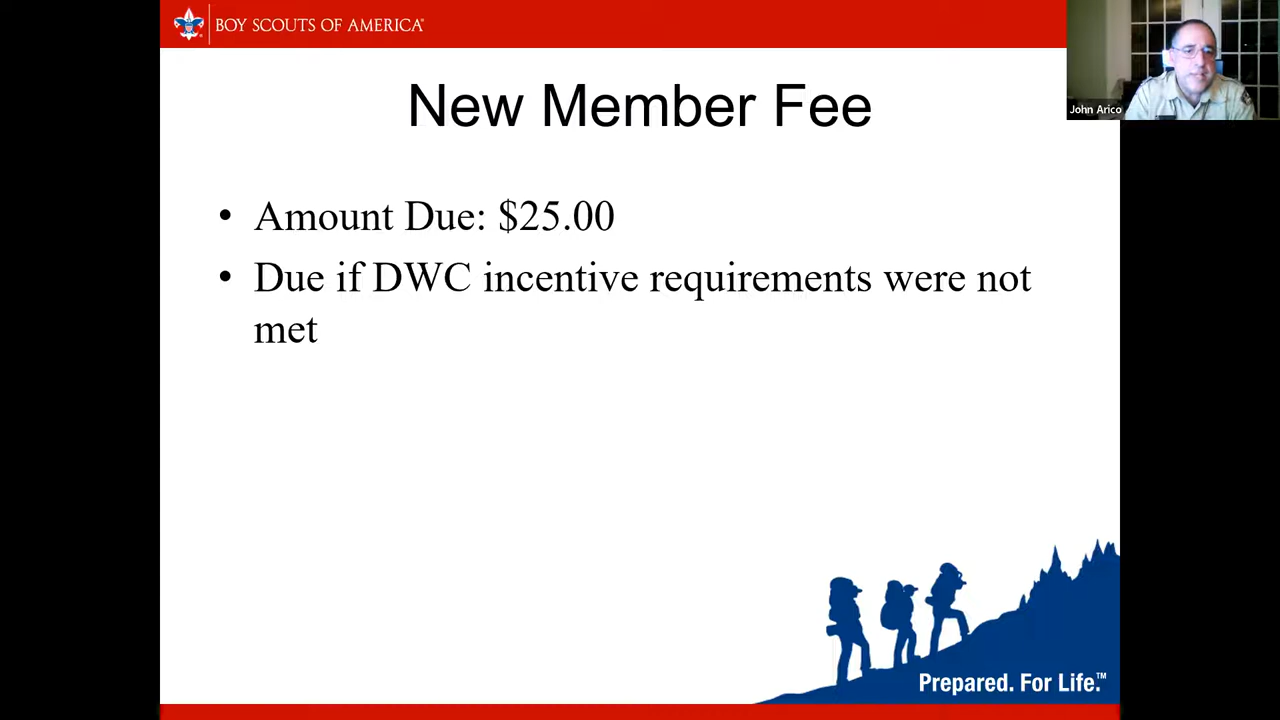 BOY SCOUTS OF AMERICA®
John Arico
New Member Fee
• Amount Due: $25.00
• Due if DWC incentive requirements were not
met
Prepared. For Life.™